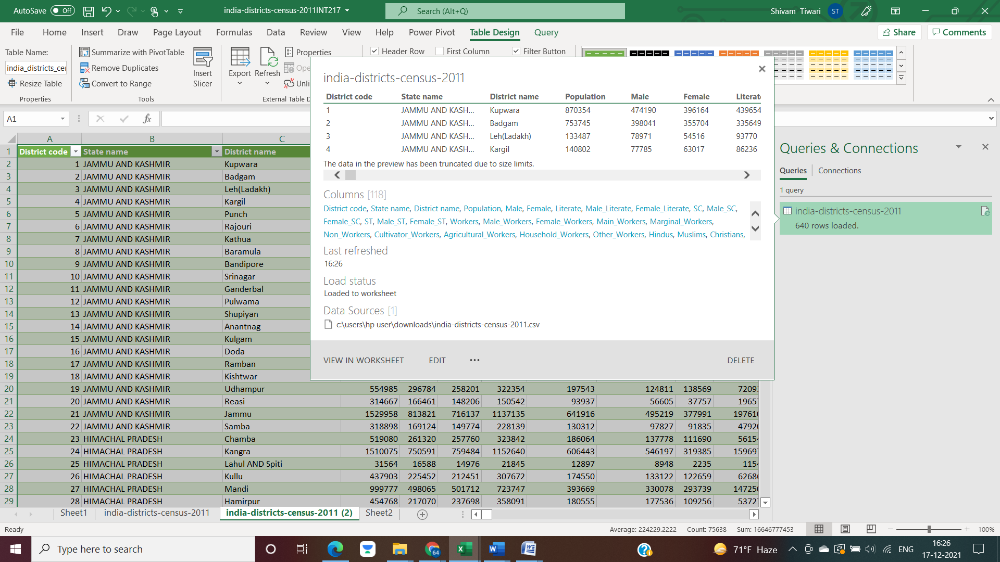 AutoSave Off india-districts-census-2011INT217 Search (Alt+Q) Shivam Tiwari ST
File Home Insert Draw Page Layout Formulas Data Review View Help Power Pivot Table Design Query Share Comments
Table Name: Summarize with PivotTable Properties Header Row First Column Filter Button
india_districts_cer Remove Duplicates Insert Slicer Export Refresh Ope
Resize Table Convert to Range Unli
Properties Tools External Table D
A1 fx
india-districts-census-2011
District code State name District name Population Male Female Literate
1 JAMMU AND KASH... Kupwara 870354 474190 396164 439654
2 JAMMU AND KASH... Badgam 753745 398041 355704 335649
3 JAMMU AND KASH... Leh(Ladakh) 133487 78971 54516 93770
4 JAMMU AND KASH... Kargil 140802 77785 63017 86236
The data in the preview has been truncated due to size limits.
Columns [118]
District code, State name, District name, Population, Male, Female, Literate, Male_Literate, Female_Literate, SC, Male_SC,
Female_SC, ST, Male_ST, Female_ST, Workers, Male_Workers, Female_Workers, Main_Workers, Marginal_Workers,
Non_Workers, Cultivator_Workers, Agricultural_Workers, Household_Workers, Other_Workers, Hindus, Muslims, Christians,
Last refreshed
16:26
Load status
Loaded to worksheet
Data Sources [1]
c:\users\hp user\downloads\india-districts-census-2011.csv
VIEW IN WORKSHEET EDIT ••• DELETE
Queries & Connections
Queries Connections
1 query
india-districts-census-2011
640 rows loaded.
A B C
1 District code State name District name
2 1 JAMMU AND KASHMIR Kupwara
3 2 JAMMU AND KASHMIR Badgam
4 3 JAMMU AND KASHMIR Leh(Ladakh)
5 4 JAMMU AND KASHMIR Kargil
6 5 JAMMU AND KASHMIR Punch
7 6 JAMMU AND KASHMIR Rajouri
8 7 JAMMU AND KASHMIR Kathua
9 8 JAMMU AND KASHMIR Baramula
10 9 JAMMU AND KASHMIR Bandipore
11 10 JAMMU AND KASHMIR Srinagar
12 11 JAMMU AND KASHMIR Ganderbal
13 12 JAMMU AND KASHMIR Pulwama
14 13 JAMMU AND KASHMIR Shupiyan
15 14 JAMMU AND KASHMIR Anantnag
16 15 JAMMU AND KASHMIR Kulgam
17 16 JAMMU AND KASHMIR Doda
18 17 JAMMU AND KASHMIR Ramban
19 18 JAMMU AND KASHMIR Kishtwar
20 19 JAMMU AND KASHMIR Udhampur 554985 296784 258201 322354 197543 124811 138569 7209
21 20 JAMMU AND KASHMIR Reasi 314667 166461 148206 150542 93937 56605 37757 1965
22 21 JAMMU AND KASHMIR Jammu 1529958 813821 716137 1137135 641916 495219 377991 19761
23 22 JAMMU AND KASHMIR Samba 318898 169124 149774 228139 130312 97827 91835 4792
24 23 HIMACHAL PRADESH Chamba 519080 261320 257760 323842 186064 137778 111690 5615
25 24 HIMACHAL PRADESH Kangra 1510075 750591 759484 1152640 606443 546197 319385 15969
26 25 HIMACHAL PRADESH Lahul AND Spiti 31564 16588 14976 21845 12897 8948 2235 115
27 26 HIMACHAL PRADESH Kullu 437903 225452 212451 307672 174550 133122 122659 6268
28 27 HIMACHAL PRADESH Mandi 999777 498065 501712 723747 393669 330078 293739 14725
29 28 HIMACHAL PRADESH Hamirpur 454768 217070 237698 358091 180555 177536 109256 5372
Sheet1 india-districts-census-2011 india-districts-census-2011 (2) Sheet2
Ready Average: 224229.2222 Count: 75638 Sum: 16646777453 100%
Type here to search 64 71°F Haze ENG 16:26
17-12-2021